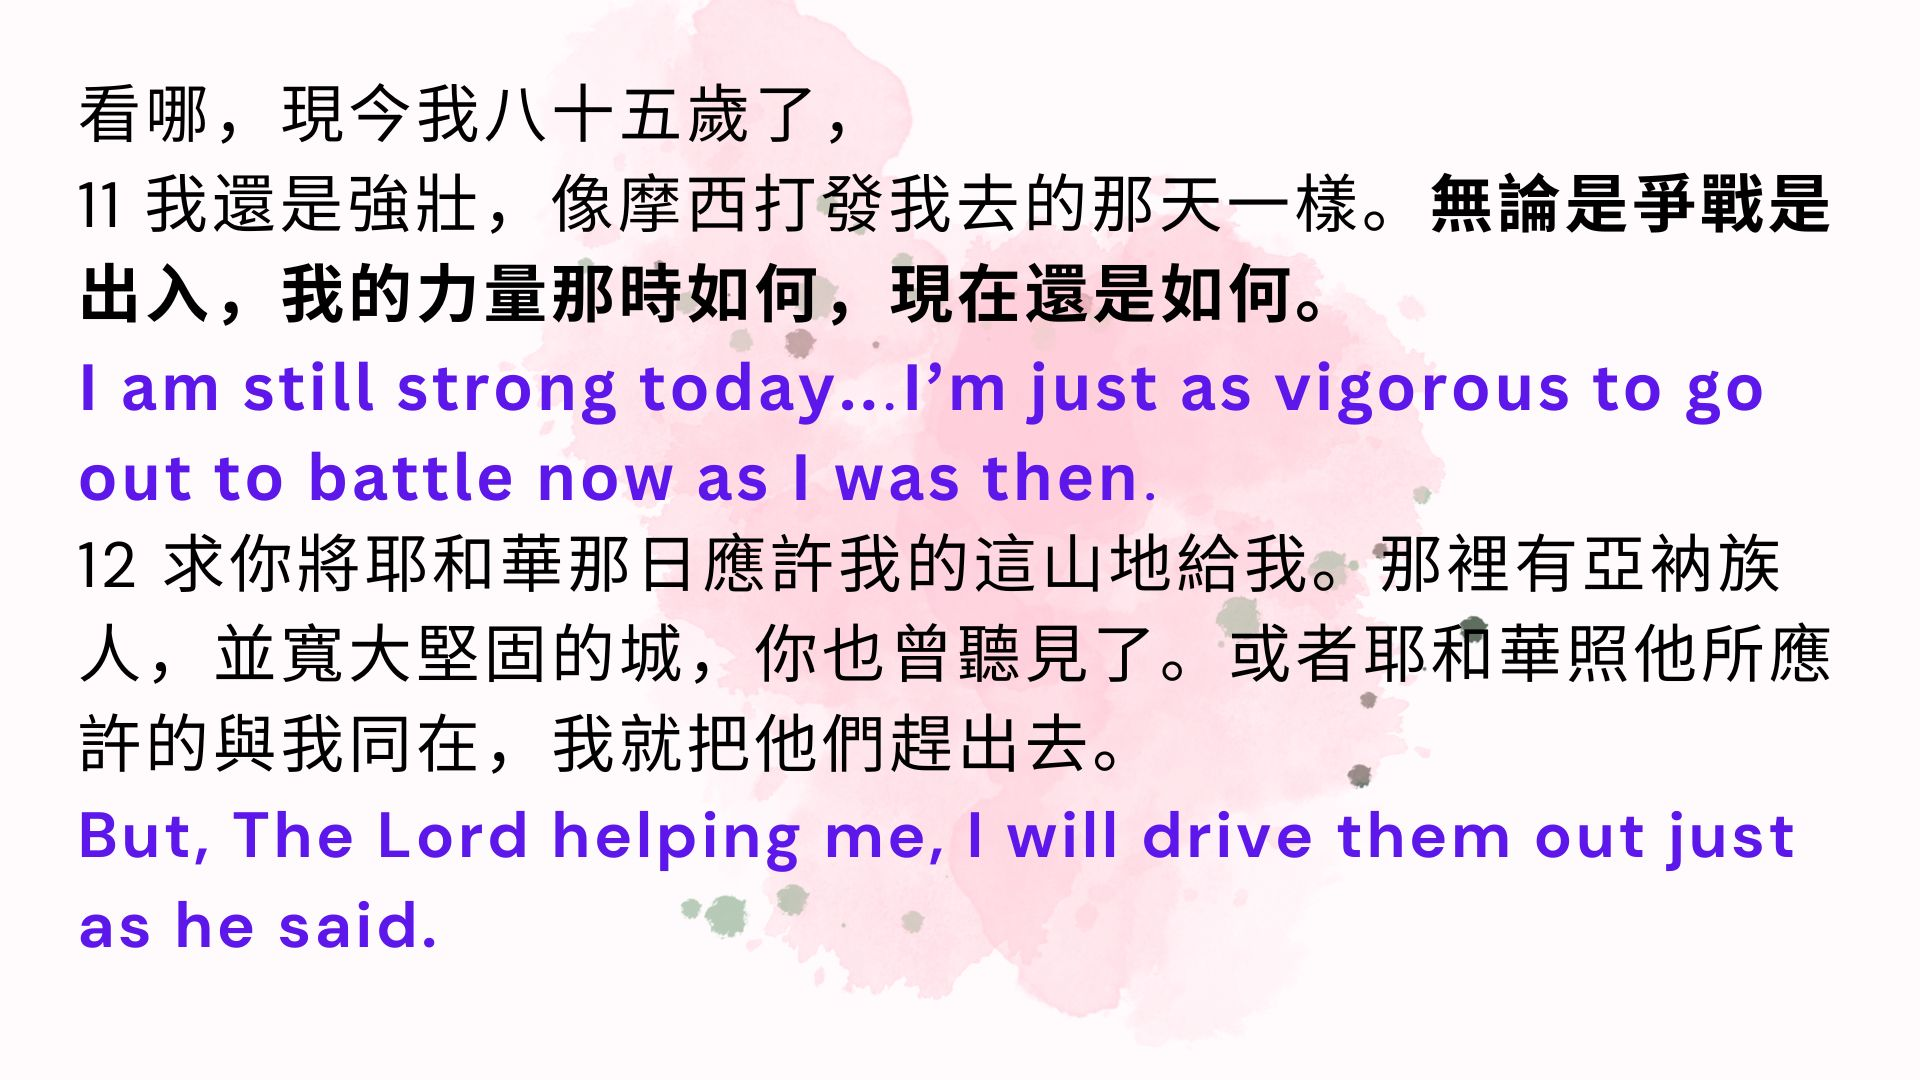 看哪，現今我八十五歲了，
11 我還是強壯，像摩西打發我去的那天一樣。無論是爭戰是
出入，我的力量那時如何，現在還是如何。
I am still strong today...I’m just as vigorous to go
out to battle now as I was then.
12 求你將耶和華那日應許我的這山地給我。那裡有亞衲族
人，並寬大堅固的城，你也曾聽見了。或者耶和華照他所應
許的與我同在，我就把他們趕出去。
But, The Lord helping me, I will drive them out just
as he said.